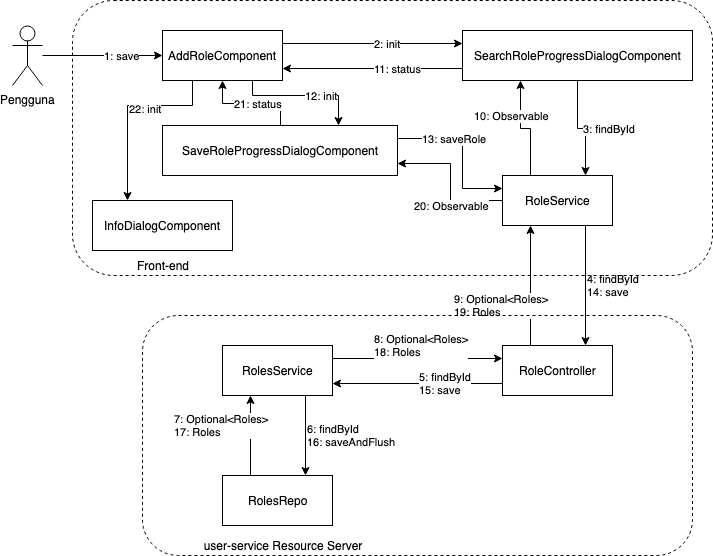 1: save
AddRoleComponent
2: init
11: status
SearchRoleProgressDialogComponent
Pengguna
22: init
21: status
12: init
10: Observable
3: findById
SaveRoleProgressDialogComponent
13: saveRole
20: Observable
RoleService
InfoDialogComponent
Front-end
4: findById
14: save
9: Optional<Roles>
19: Roles
RolesService
8: Optional<Roles>
18: Roles
5: findById
15: save
RoleController
7: Optional<Roles>
17: Roles
6: findById
16: saveAndFlush
RolesRepo
user-service Resource Server